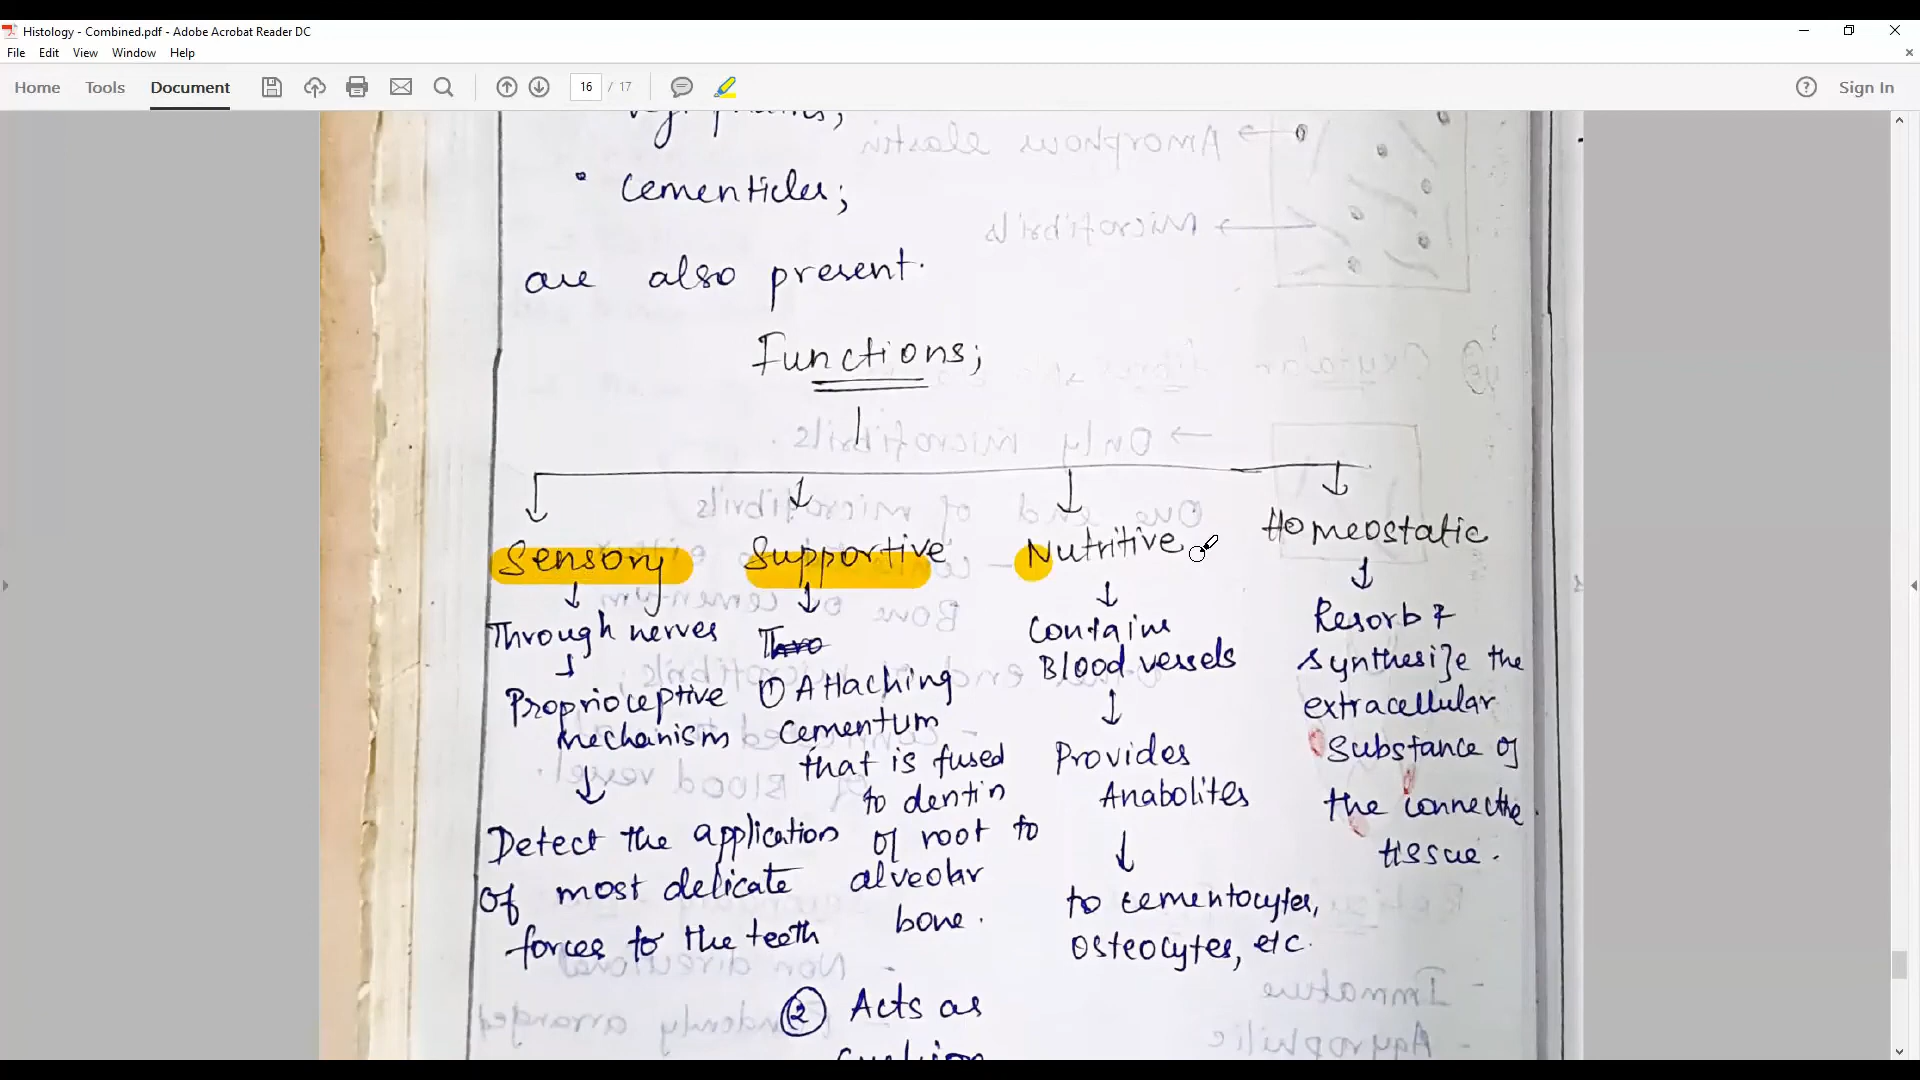 Histology - Combined.pdf - Adobe Acrobat Reader DC
File Edit View Window Help
Home Tools Document 16 / 17 Sign In
• cementicles;
are also present.
Functions;
Sensory
Through nerves
Proprioceptive
mechanism
Detect the application
of most delicate
forces to the teeth
Supportive
① Attaching
cementum
that is fused
to dentin
of root to
alveolar
bone.
② Acts as
cushion
Nutritive
Contains
Blood vessels
Provides
Anabolites
to cementocytes,
osteocytes, etc.
Homeostatic
Resorb &
synthesize the
extracellular
substance of
the connective
tissue.